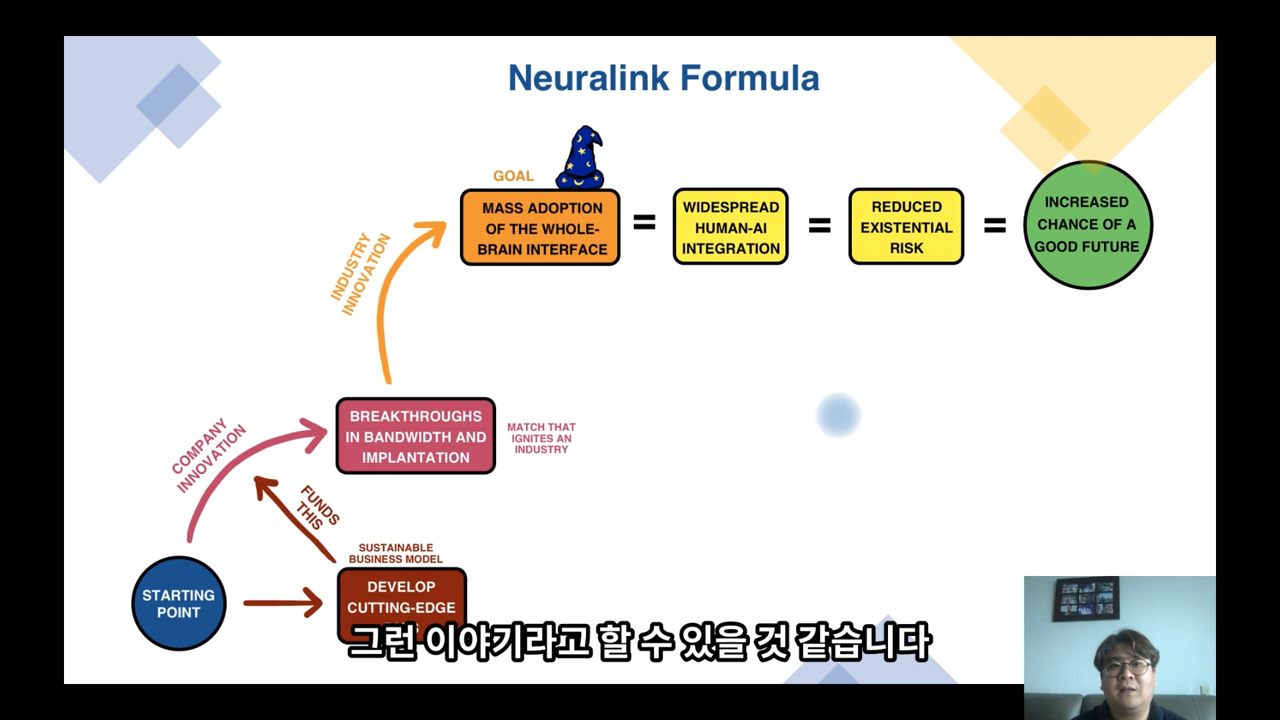 Neuralink Formula
GOAL
MASS ADOPTION
OF THE WHOLE-
BRAIN INTERFACE
=
WIDESPREAD
HUMAN-AI
INTEGRATION
=
REDUCED
EXISTENTIAL
RISK
=
INCREASED
CHANCE OF A
GOOD FUTURE
INDUSTRY
INNOVATION
BREAKTHROUGHS
IN BANDWIDTH AND
IMPLANTATION
MATCH THAT
IGNITES AN
INDUSTRY
COMPANY
INNOVATION
FUNDS
THIS
SUSTAINABLE
BUSINESS MODEL
STARTING
POINT
DEVELOP
CUTTING-EDGE
그런 이야기라고 할 수 있을 것 같습니다